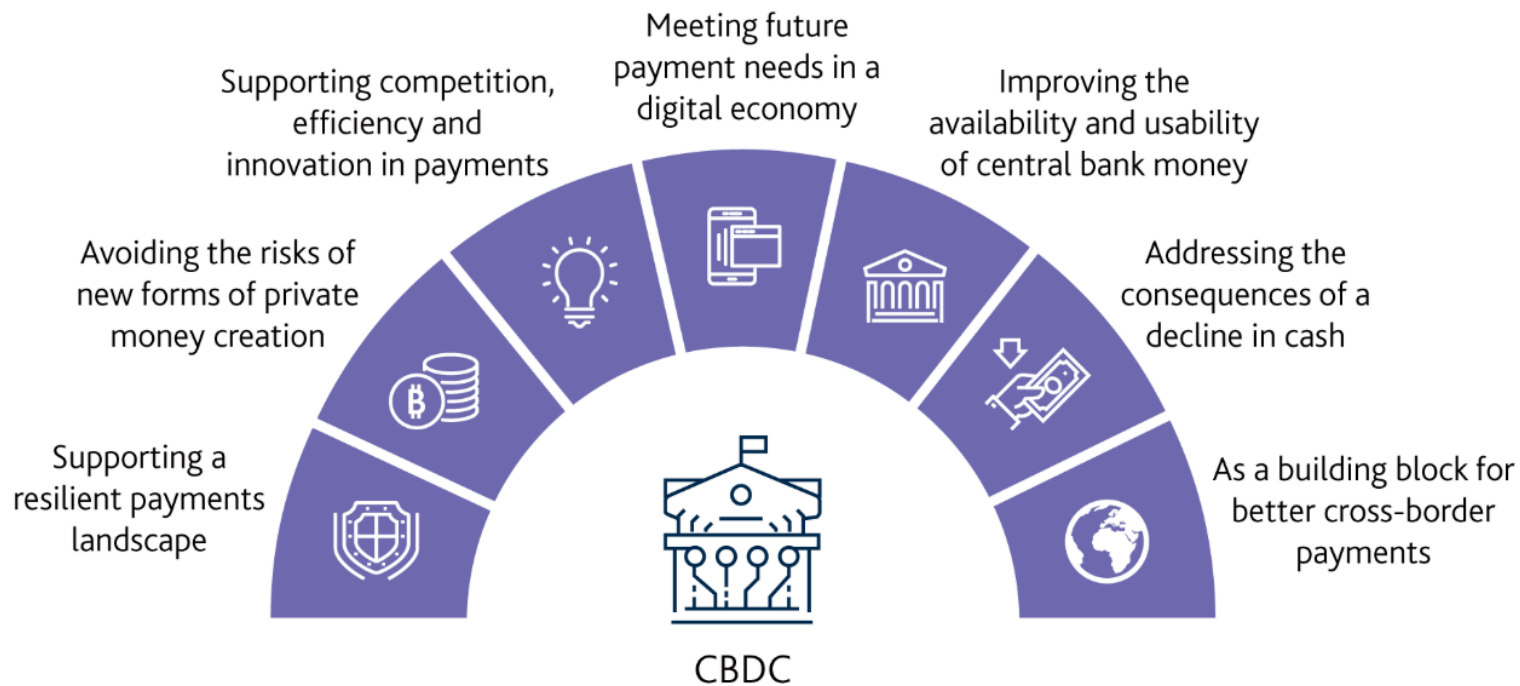 Meeting future
payment needs in a
digital economy
Supporting competition,
efficiency and
innovation in payments
Improving the
availability and usability
of central bank money
Avoiding the risks of
new forms of private
money creation
Addressing the
consequences of a
decline in cash
Supporting a
resilient payments
landscape
As a building block for
better cross-border
payments
CBDC